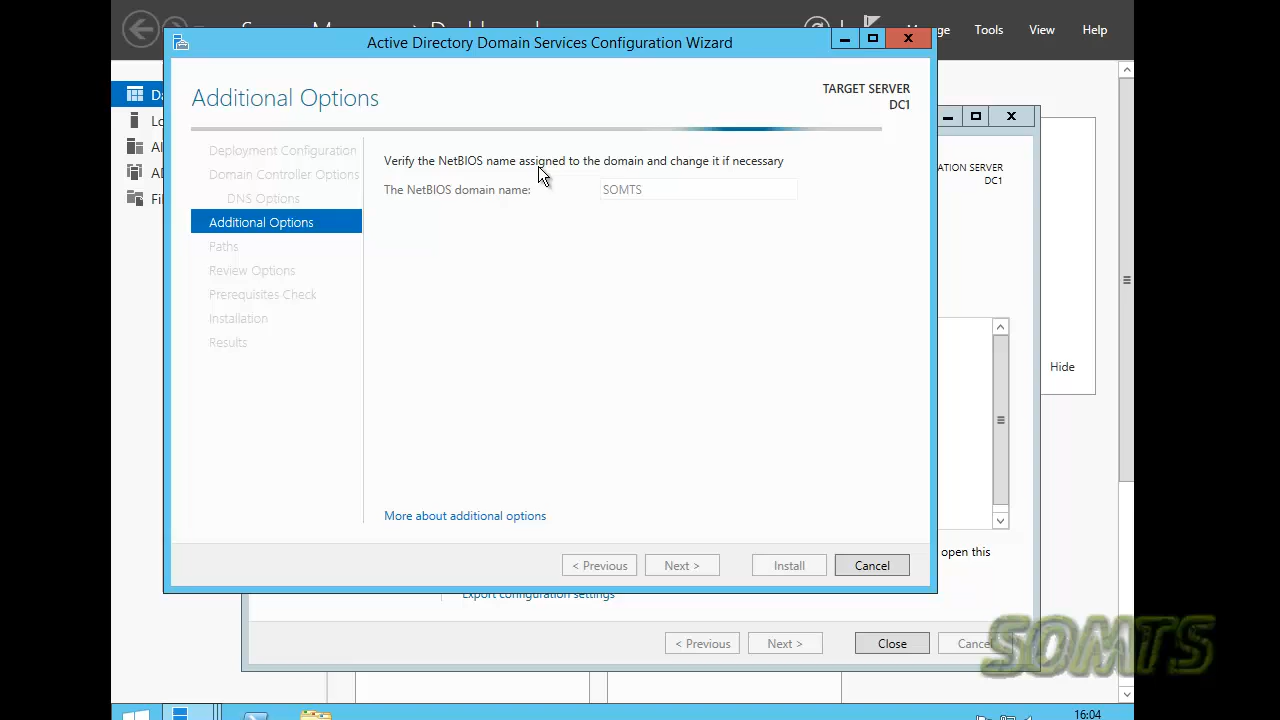 Manage
Tools
View
Help
Active Directory Domain Services Configuration Wizard
Additional Options
TARGET SERVER
DC1
Deployment Configuration
Domain Controller Options
DNS Options
Additional Options
Paths
Review Options
Prerequisites Check
Installation
Results
Verify the NetBIOS name assigned to the domain and change it if necessary
The NetBIOS domain name:
SOMTS
More about additional options
< Previous
Next >
Install
Cancel
DC1
Hide
open this
Export configuration settings
< Previous
Next >
Close
Cancel
SOMTS
16:04